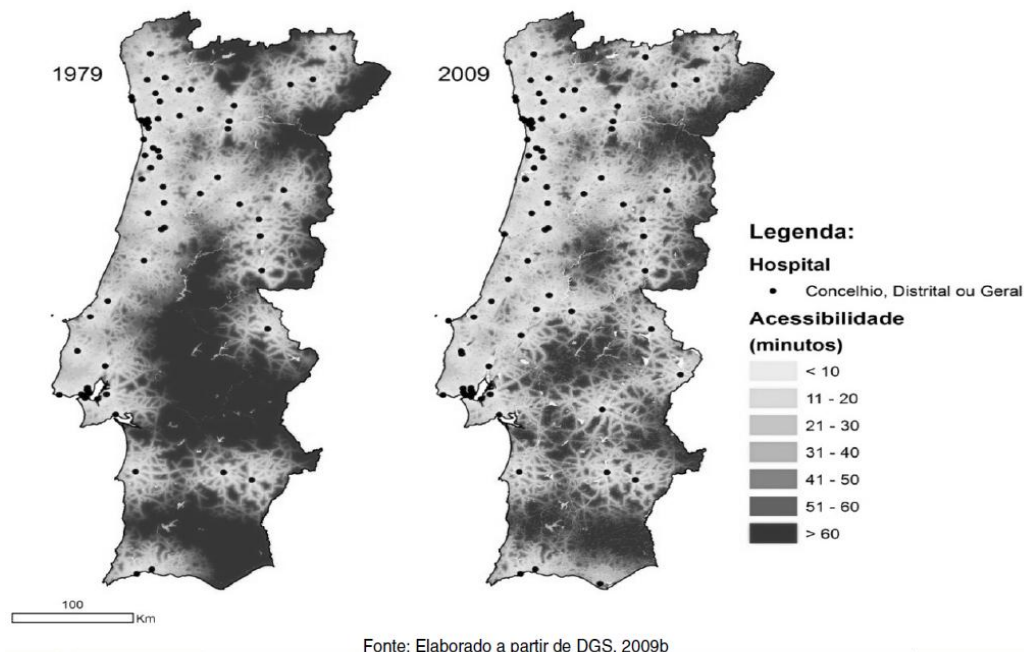 1979
2009
Legenda:
Hospital
Concelhio, Distrital ou Geral
Acessibilidade
(minutos)
< 10
11 - 20
21 - 30
31 - 40
41 - 50
51 - 60
> 60
100
Km
Fonte: Elaborado a partir de DGS, 2009b